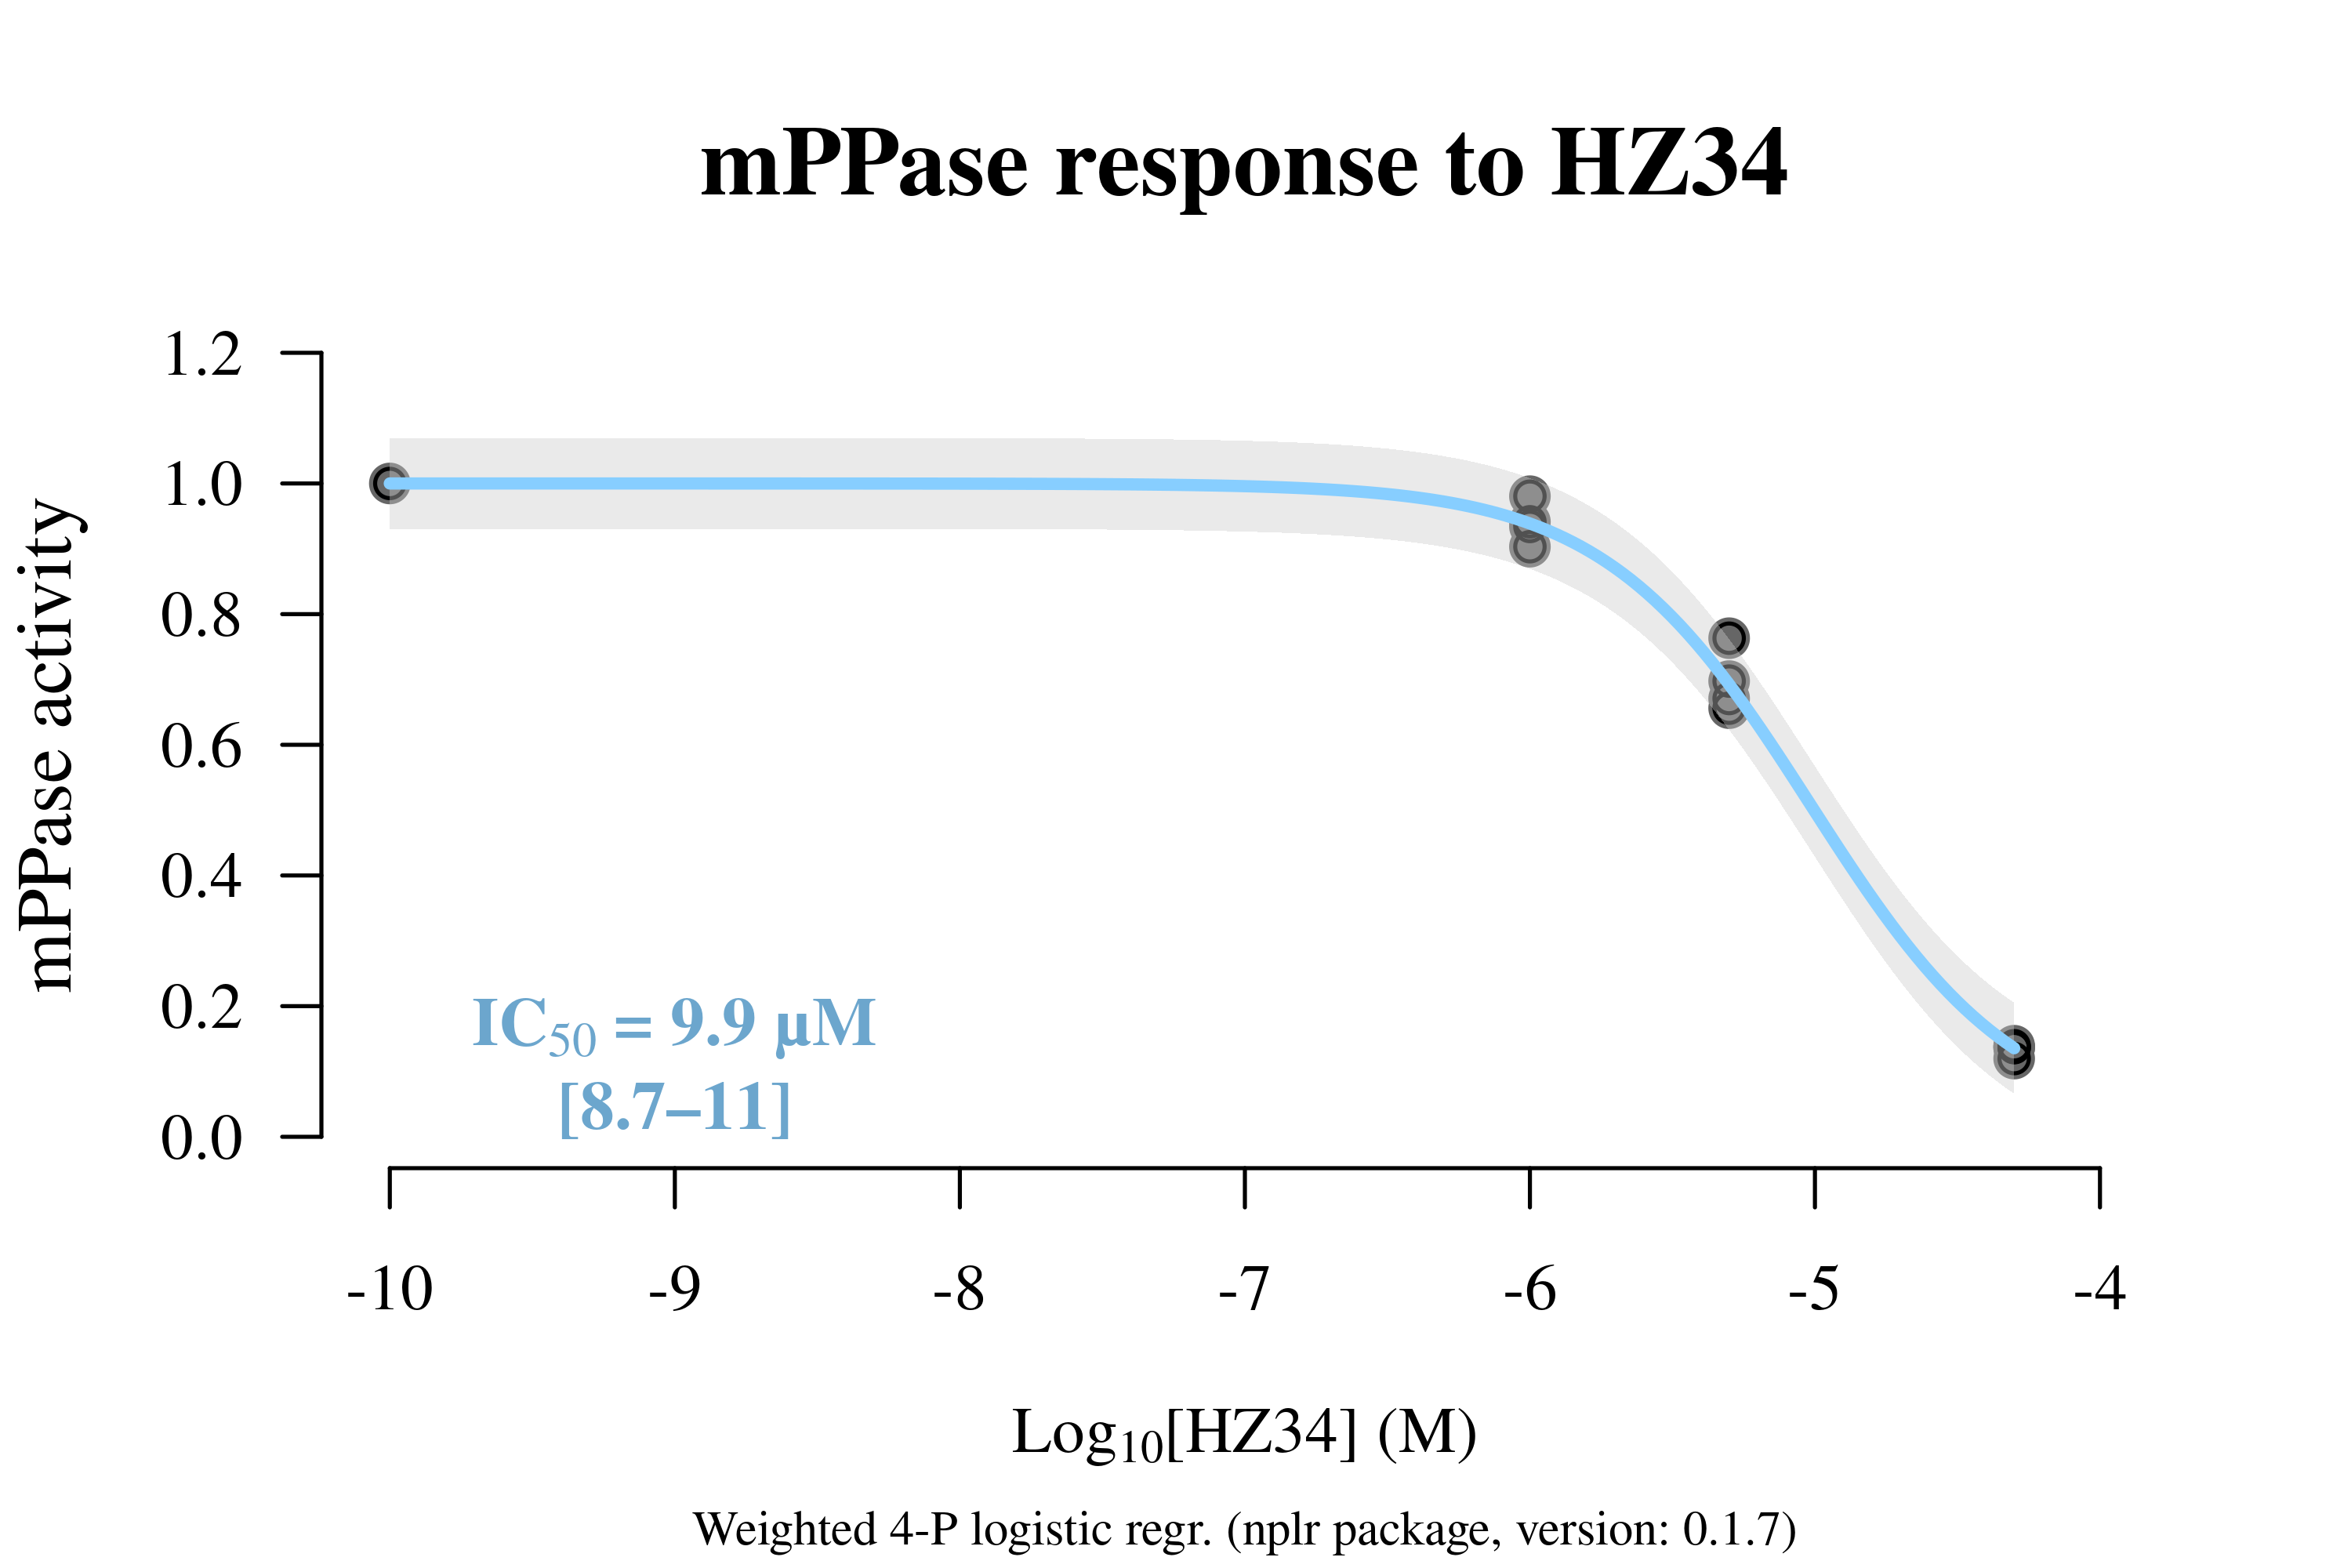 mPPase response to HZ34
mPPase activity
1.2
1.0
0.8
0.6
0.4
0.2
0.0
IC50 = 9.9 µM
[8.7–11]
-10 -9 -8 -7 -6 -5 -4
Log10[HZ34] (M)
Weighted 4-P logistic regr. (nplr package, version: 0.1.7)